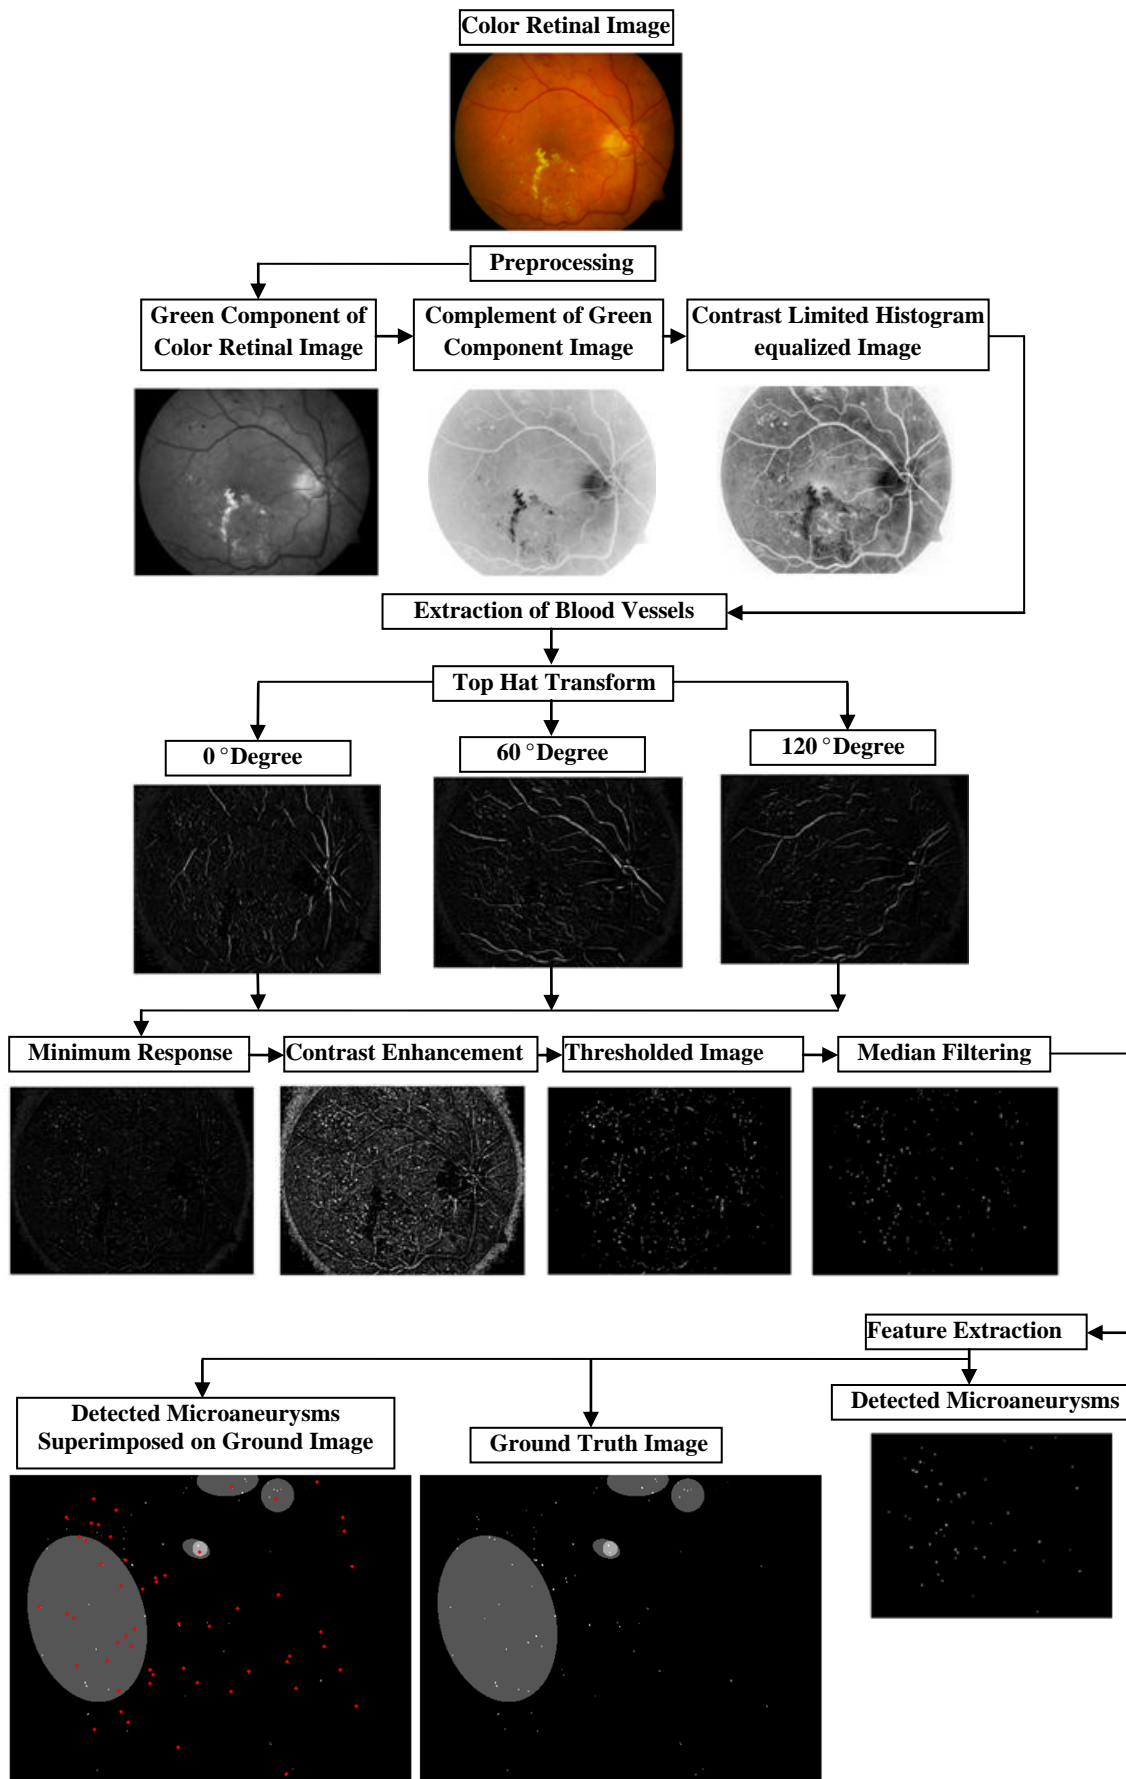 Color Retinal Image
Preprocessing
Green Component of
Color Retinal Image
Complement of Green
Component Image
Contrast Limited Histogram
equalized Image
Extraction of Blood Vessels
Top Hat Transform
0 °Degree
60 °Degree
120 °Degree
Minimum Response
Contrast Enhancement
Thresholded Image
Median Filtering
Feature Extraction
Detected Microaneurysms
Superimposed on Ground Image
Ground Truth Image
Detected Microaneurysms